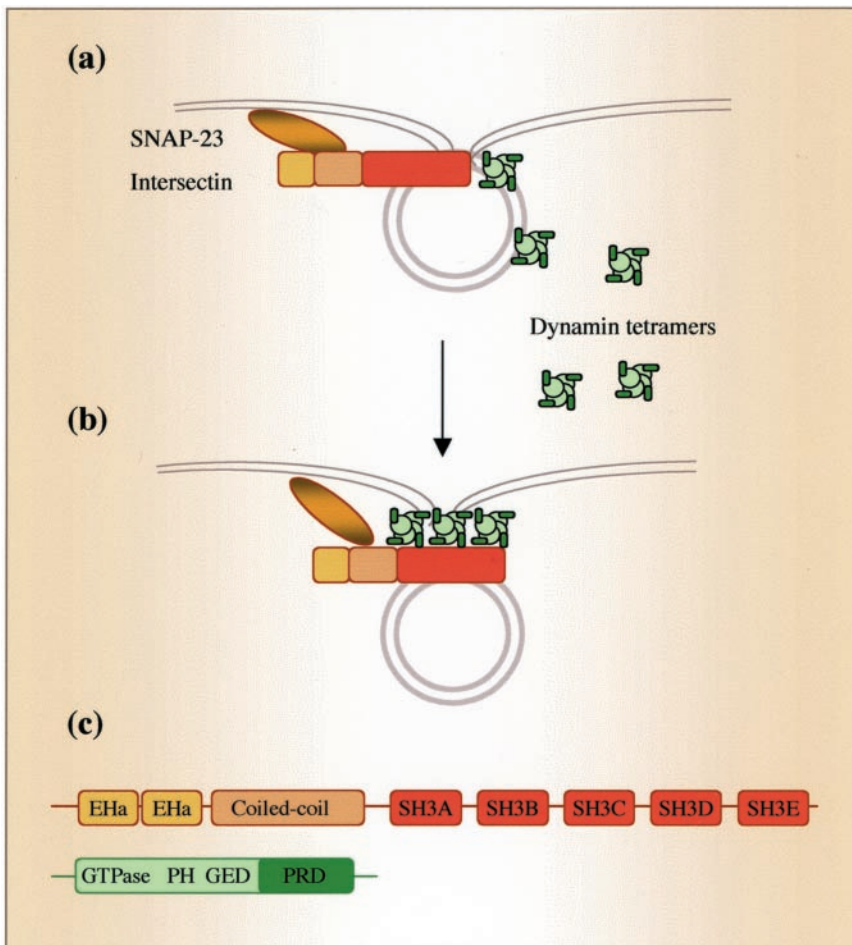 (a)
SNAP-23
Intersectin
Dynamin tetramers
(b)
(c)
EHa EHa Coiled-coil SH3A SH3B SH3C SH3D SH3E
GTPase PH GED PRD